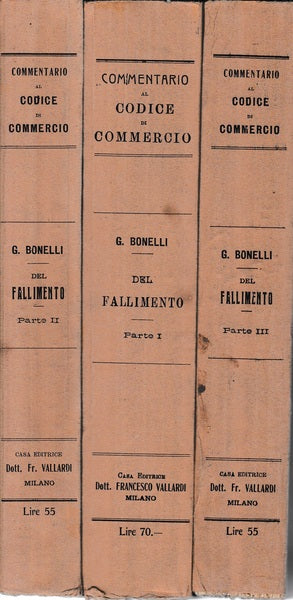 COMMENTARIO
AL
CODICE
DI
COMMERCIO
G. BONELLI
DEL
FALLIMENTO
Parte II
CASA EDITRICE
Dott. Fr. VALLARDI
MILANO
Lire 55
COMMENTARIO
AL
CODICE
DI
COMMERCIO
G. BONELLI
DEL
FALLIMENTO
Parte I
CASA EDITRICE
Dott. FRANCESCO VALLARDI
MILANO
Lire 70.—
COMMENTARIO
AL
CODICE
DI
COMMERCIO
G. BONELLI
DEL
FALLIMENTO
Parte III
CASA EDITRICE
Dott. Fr. VALLARDI
MILANO
Lire 55